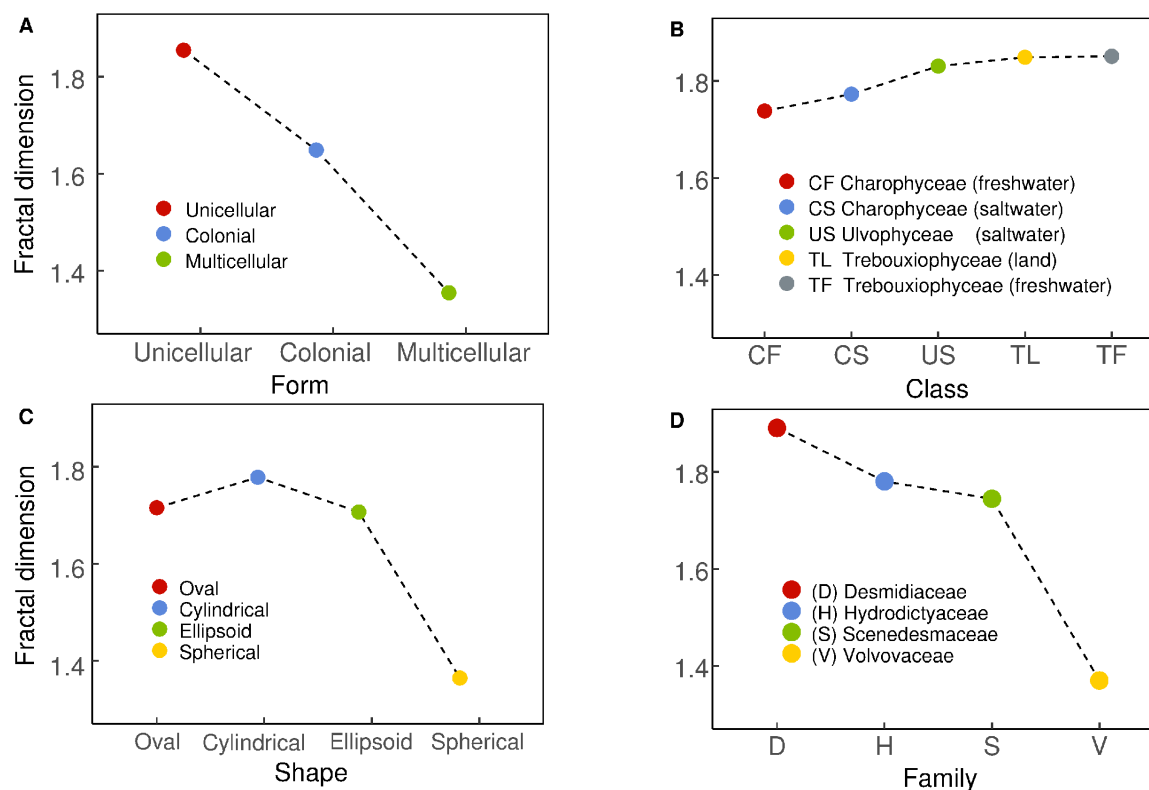 A
Fractal dimension
1.8
1.6
1.4
Unicellular
Colonial
Multicellular
Unicellular Colonial Multicellular
Form
B
1.8
1.6
1.4
CF Charophyceae (freshwater)
CS Charophyceae (saltwater)
US Ulvophyceae (saltwater)
TL Trebouxiophyceae (land)
TF Trebouxiophyceae (freshwater)
CF CS US TL TF
Class
C
Fractal dimension
1.8
1.6
1.4
Oval
Cylindrical
Ellipsoid
Spherical
Oval Cylindrical Ellipsoid Spherical
Shape
D
1.8
1.6
1.4
(D) Desmidiaceae
(H) Hydrodictyaceae
(S) Scenedesmaceae
(V) Volvovaceae
D H S V
Family